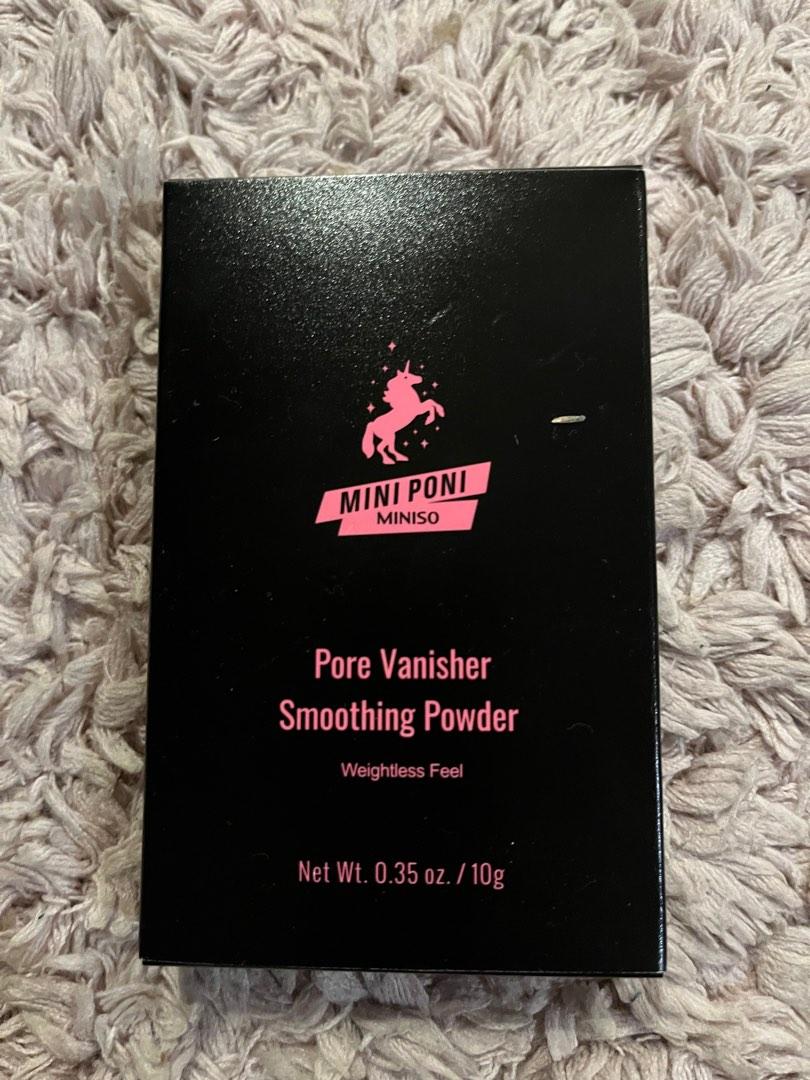 MINI PONI
MINISO
Pore Vanisher
Smoothing Powder
Weightless Feel
Net Wt. 0.35 oz. / 10g